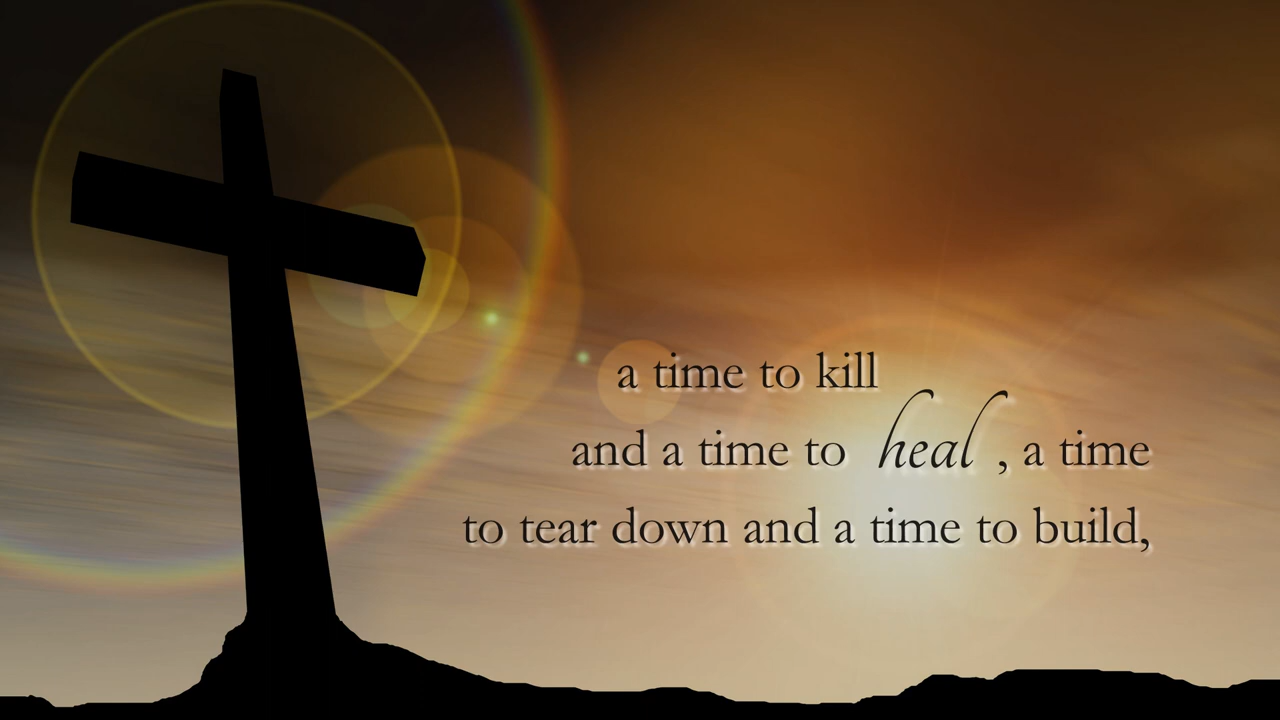 a time to kill
and a time to heal , a time
to tear down and a time to build,